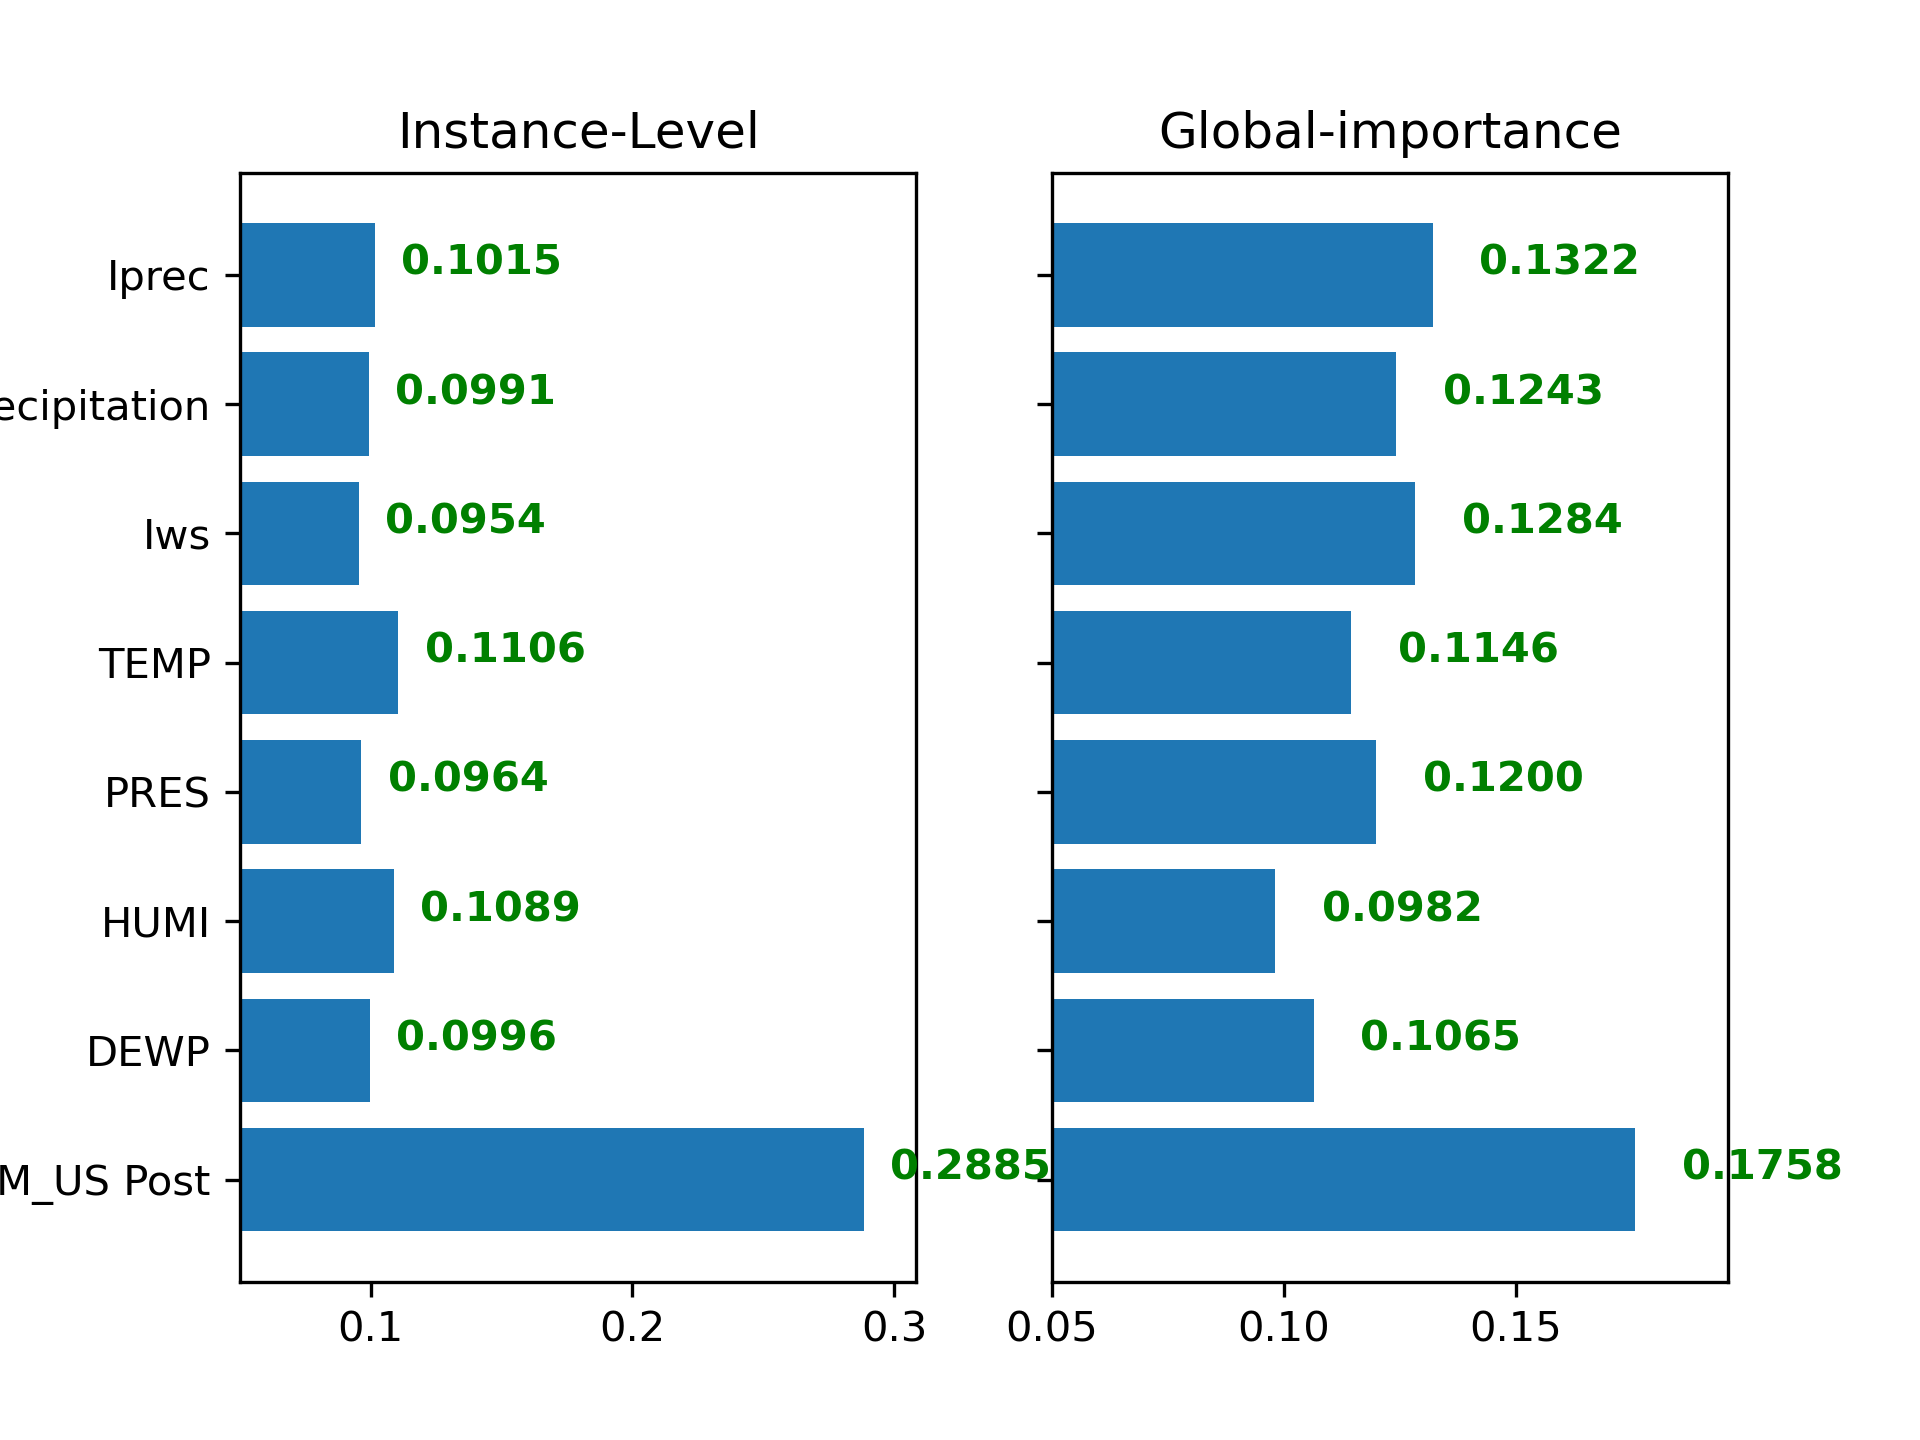 Instance-Level Global-importance
Iprec 0.1015 0.1322
ecipitation 0.0991 0.1243
Iws 0.0954 0.1284
TEMP 0.1106 0.1146
PRES 0.0964 0.1200
HUMI 0.1089 0.0982
DEWP 0.0996 0.1065
M_US Post 0.2885 0.1758
0.1 0.2 0.3 0.05 0.10 0.15